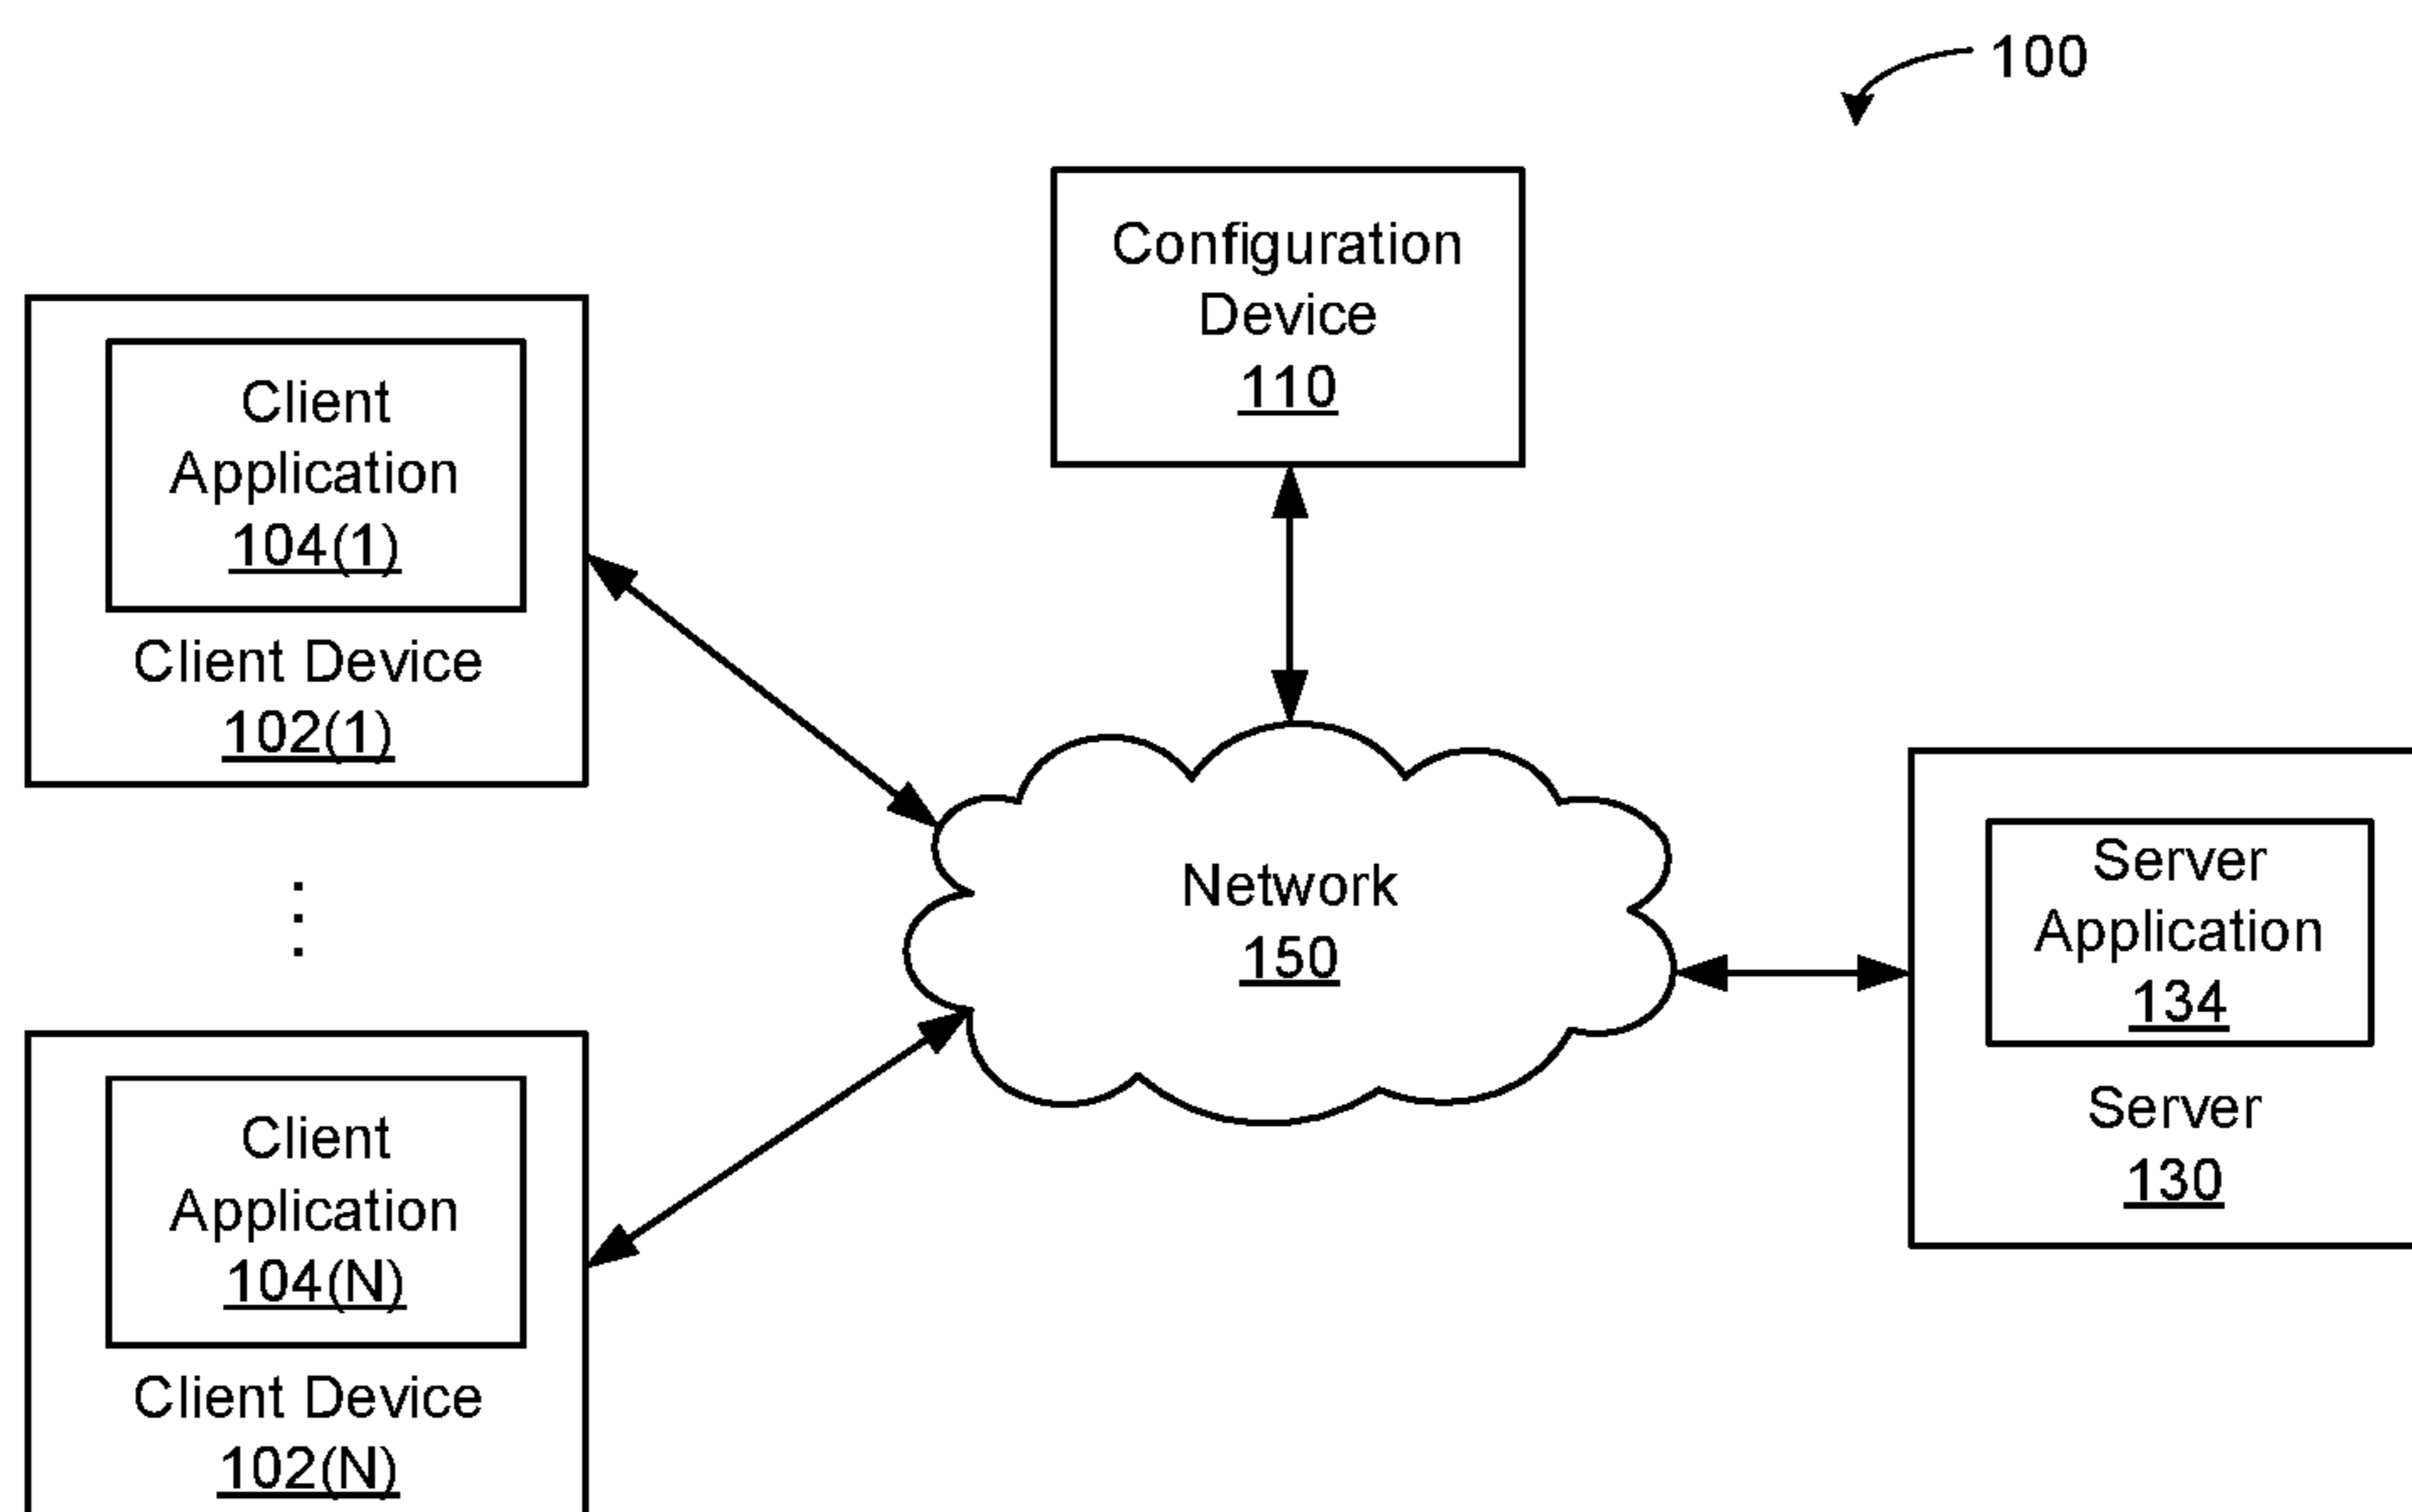 100
Configuration
Device
110
Client
Application
104(1)
Client Device
102(1)
Network
150
Server
Application
134
Server
130
Client
Application
104(N)
Client Device
102(N)